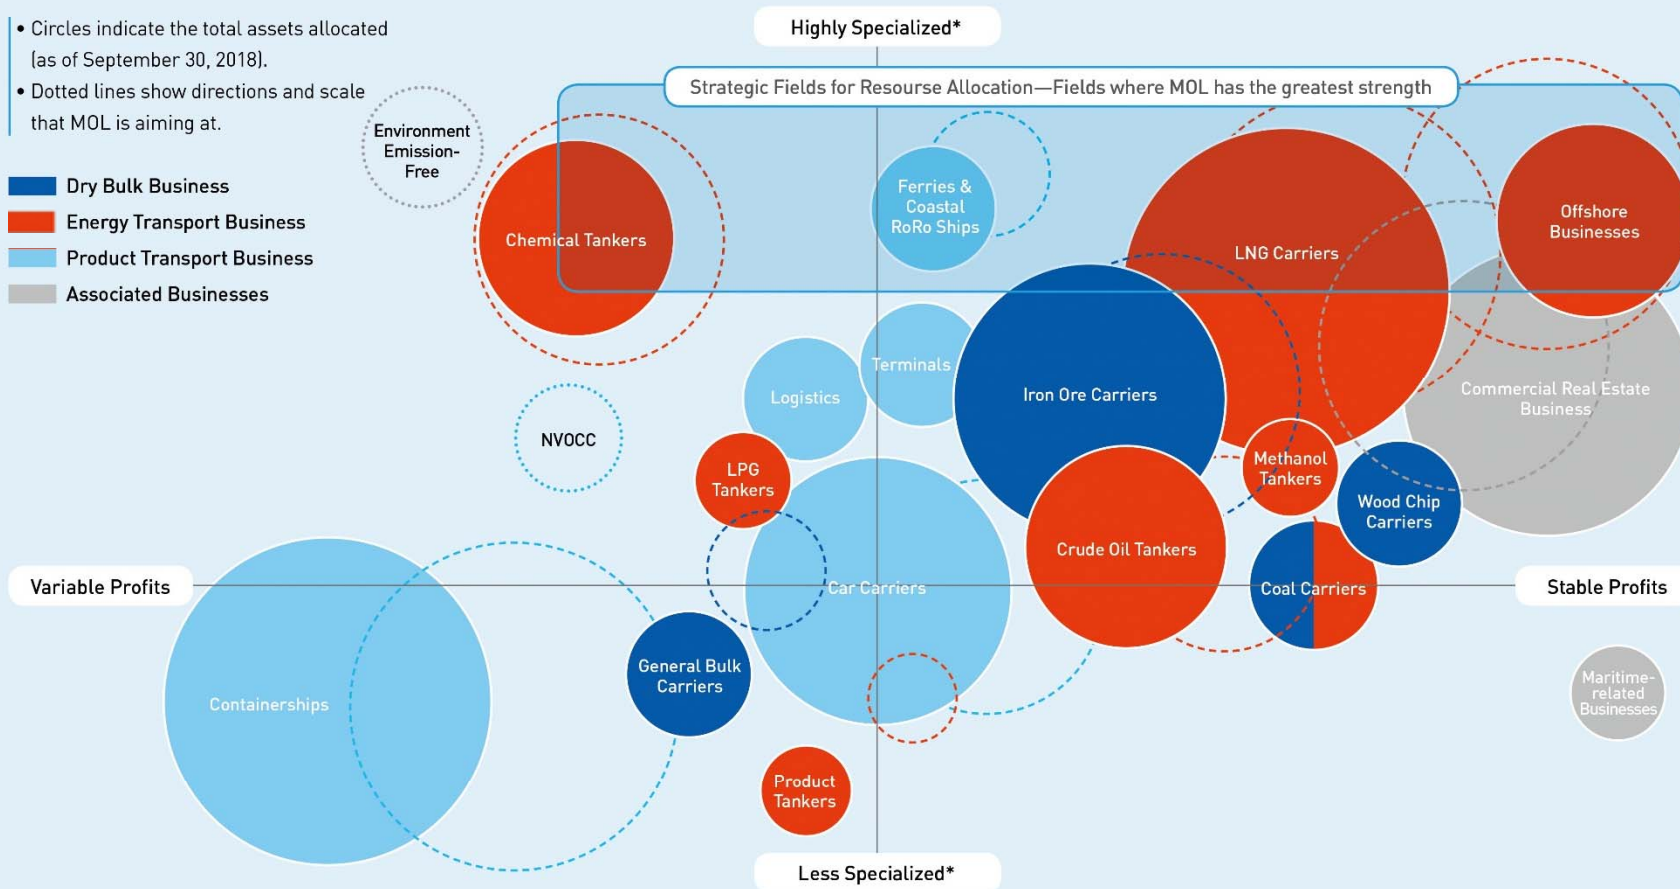 • Circles indicate the total assets allocated
(as of September 30, 2018).
• Dotted lines show directions and scale
that MOL is aiming at.
Dry Bulk Business
Energy Transport Business
Product Transport Business
Associated Businesses
Highly Specialized*
Strategic Fields for Resourse Allocation—Fields where MOL has the greatest strength
Environment
Emission-
Free
Chemical Tankers
Ferries &
Coastal
RoRo Ships
LNG Carriers
Offshore
Businesses
Logistics
Terminals
Iron Ore Carriers
Commercial Real Estate
Business
NVOCC
LPG
Tankers
Methanol
Tankers
Wood Chip
Carriers
Crude Oil Tankers
Variable Profits
Car Carriers
Coal Carriers
Stable Profits
Containerships
General Bulk
Carriers
Maritime-
related
Businesses
Product
Tankers
Less Specialized*